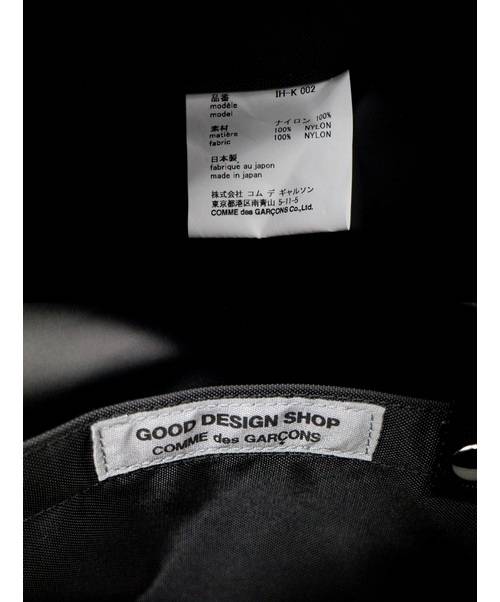 品番 IH-K 002
modèle
model
ナイロン 100%
素材 100% NYLON
matière 100% NYLON
fabric
日本製
fabriqué au japon
made in japan
株式会社 コム デ ギャルソン
東京都港区南青山 5-11-5
COMME des GARÇONS Co., Ltd.
GOOD DESIGN SHOP
COMME des GARÇONS